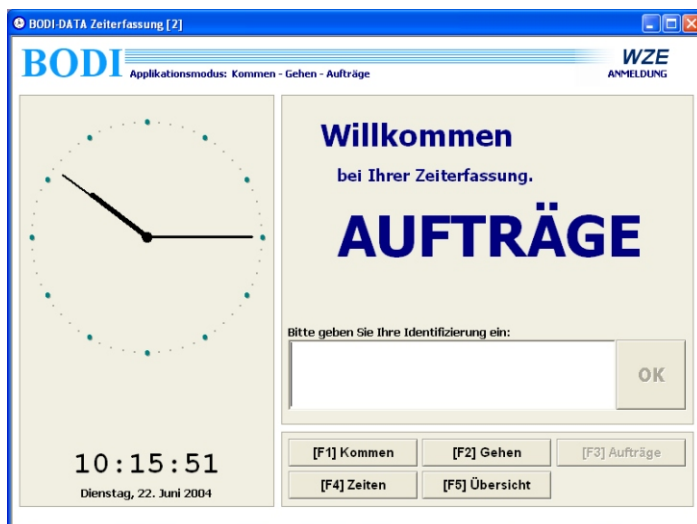 BODI-DATA Zeiterfassung [2]
BODI
Applikationsmodus: Kommen - Gehen - Aufträge
WZE
ANMELDUNG
Willkommen
bei Ihrer Zeiterfassung.
AUFTRÄGE
Bitte geben Sie Ihre Identifizierung ein:
OK
10:15:51
Dienstag, 22. Juni 2004
[F1] Kommen
[F2] Gehen
[F3] Aufträge
[F4] Zeiten
[F5] Übersicht